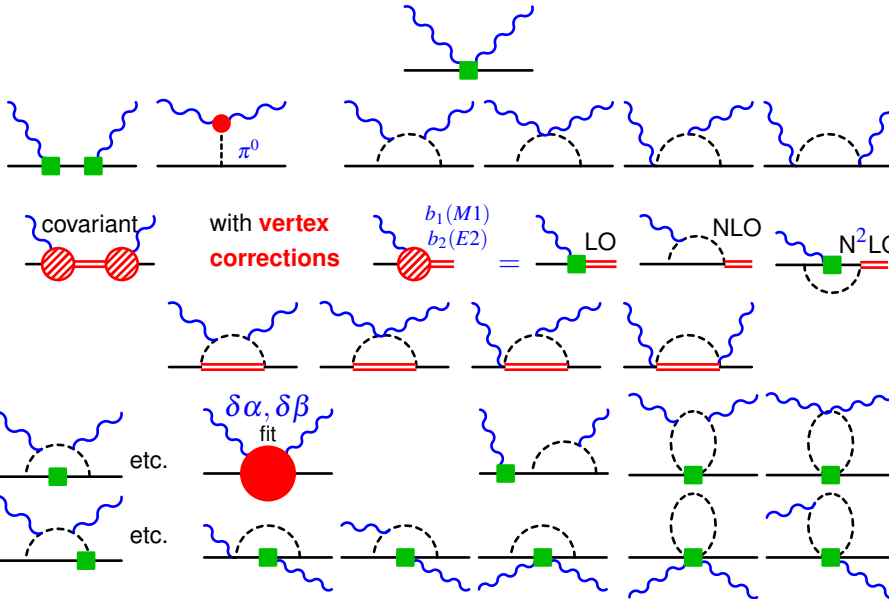 π⁰
covariant
with vertex
corrections
b₁(M1)
b₂(E2)
=
LO
NLO
N²LO
δα, δβ
fit
etc.
etc.